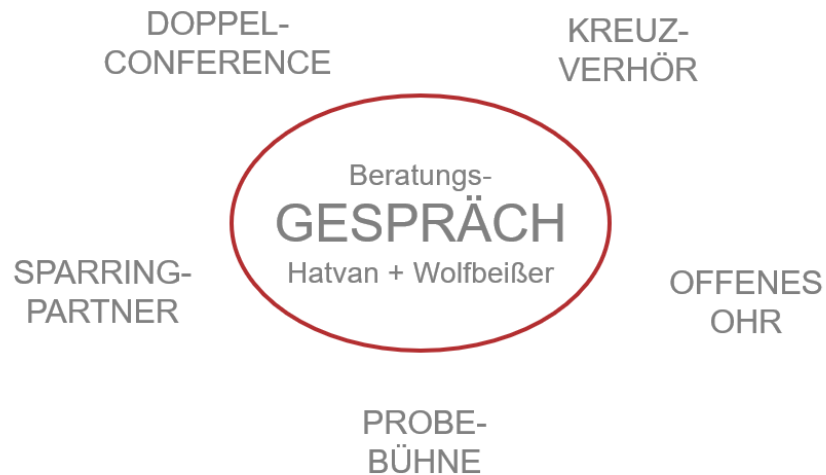 DOPPEL-
CONFERENCE
KREUZ-
VERHÖR
Beratungs-
GESPRÄCH
Hatvan + Wolfbeißer
SPARRING-
PARTNER
OFFENES
OHR
PROBE-
BÜHNE